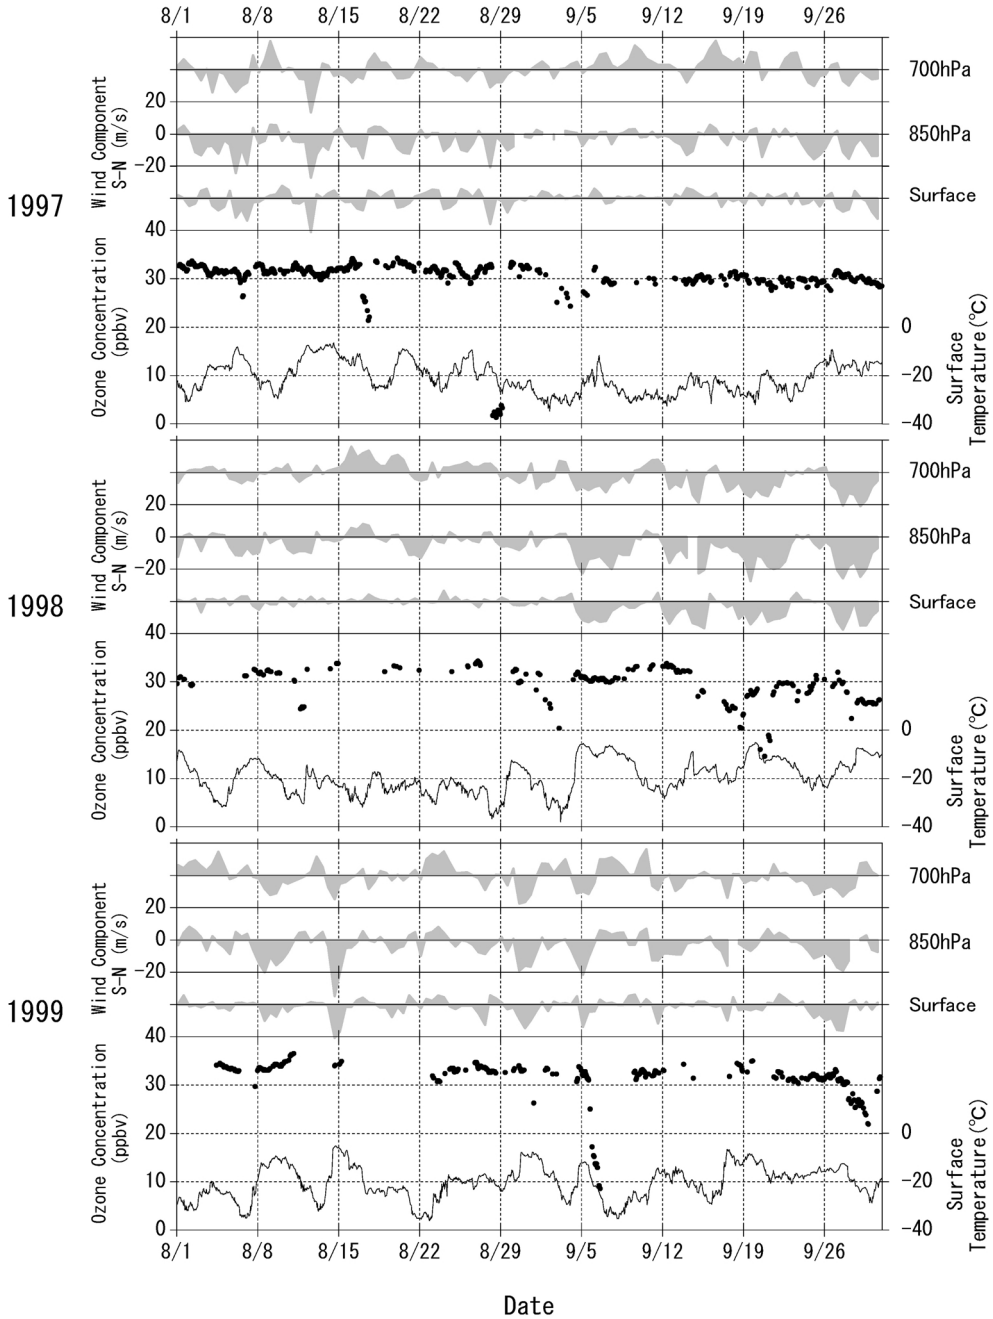 8/1 8/8 8/15 8/22 8/29 9/5 9/12 9/19 9/26
1997
Wind Component
S-N (m/s)
20
0
-20
700hPa
850hPa
Surface
Ozone Concentration
(ppbv)
40
30
20
10
0
0
-20
-40
Surface
Temperature(℃)
1998
Wind Component
S-N (m/s)
20
0
-20
700hPa
850hPa
Surface
Ozone Concentration
(ppbv)
40
30
20
10
0
0
-20
-40
Surface
Temperature(℃)
1999
Wind Component
S-N (m/s)
20
0
-20
700hPa
850hPa
Surface
Ozone Concentration
(ppbv)
40
30
20
10
0
0
-20
-40
Surface
Temperature(℃)
8/1 8/8 8/15 8/22 8/29 9/5 9/12 9/19 9/26
Date